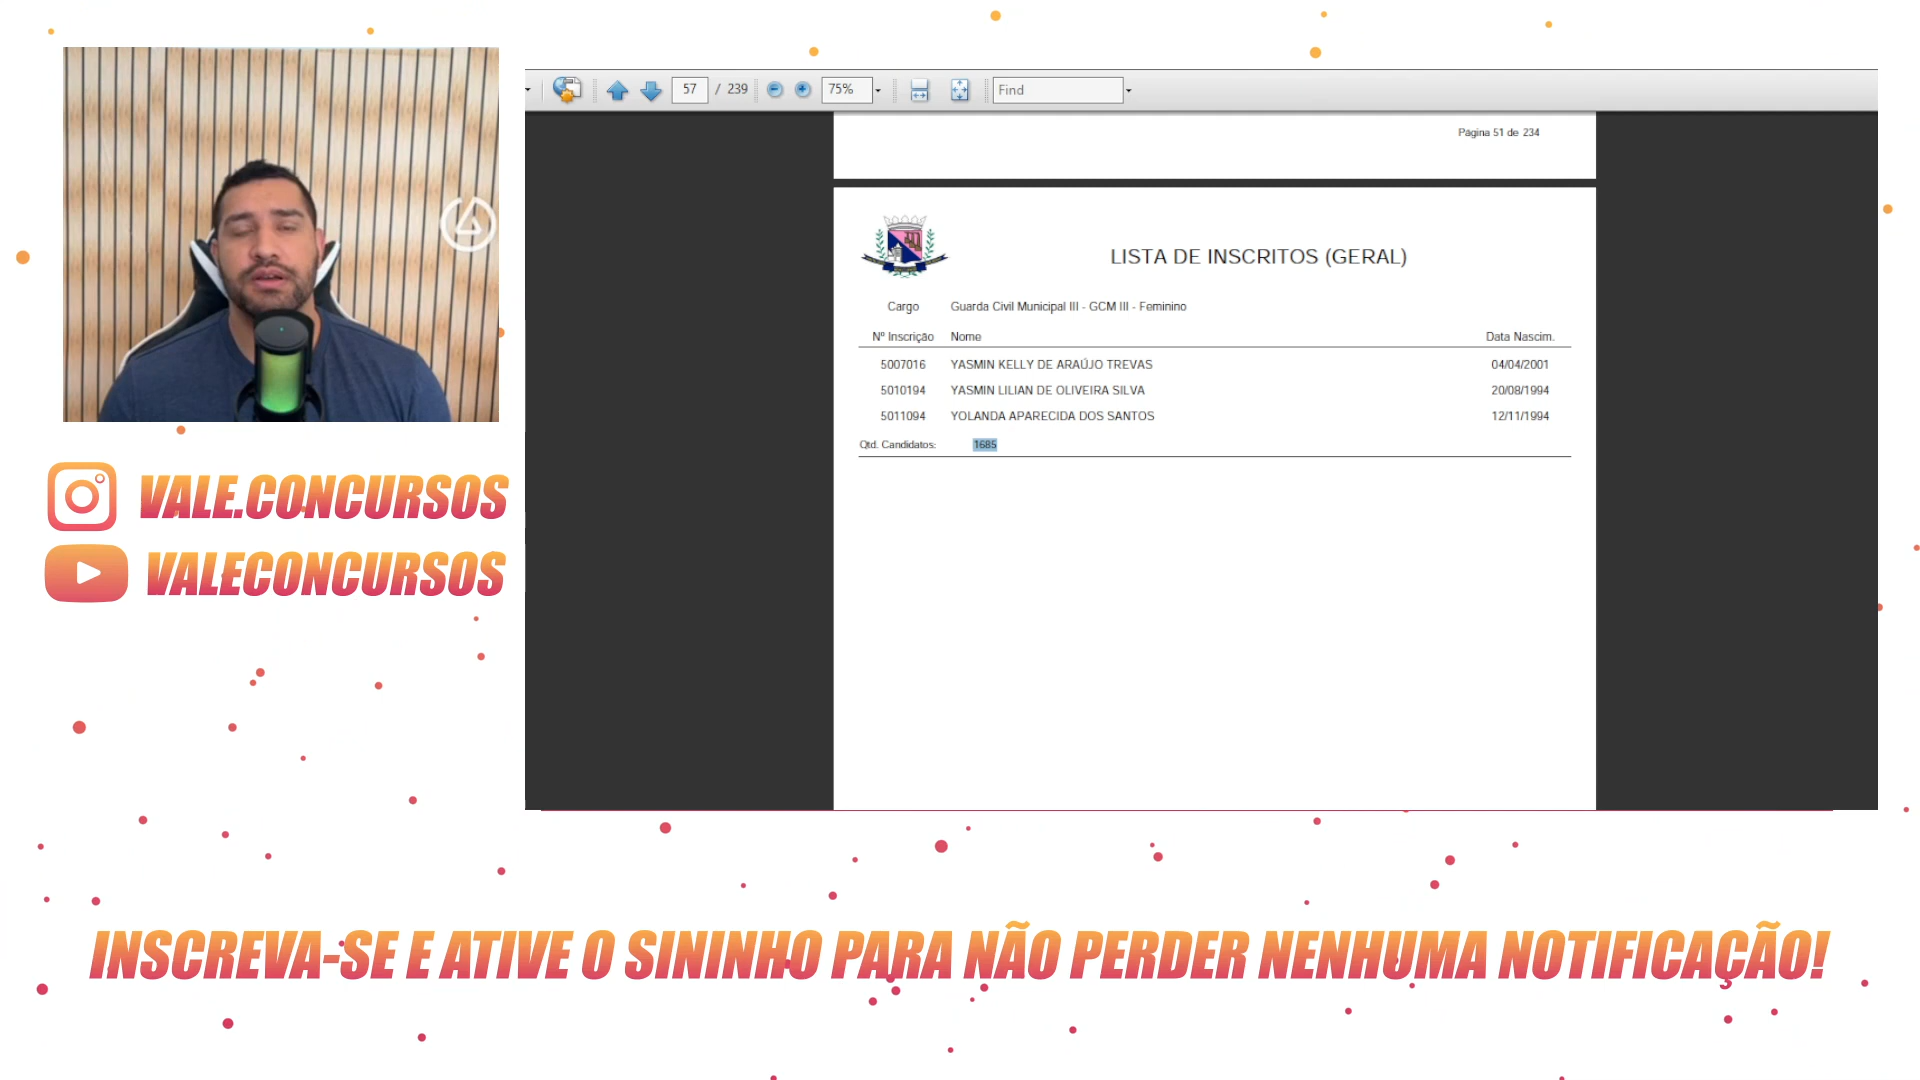 57 / 239
75%
Find
Página 51 de 234
LISTA DE INSCRITOS (GERAL)
Cargo Guarda Civil Municipal III - GCM III - Feminino
Nº Inscrição Nome Data Nascim.
5007016 YASMIN KELLY DE ARAÚJO TREVAS 04/04/2001
5010194 YASMIN LILIAN DE OLIVEIRA SILVA 20/08/1994
5011094 YOLANDA APARECIDA DOS SANTOS 12/11/1994
Qtd. Candidatos: 1685
VALE.CONCURSOS
VALECONCURSOS
INSCREVA-SE E ATIVE O SININHO PARA NÃO PERDER NENHUMA NOTIFICAÇÃO!